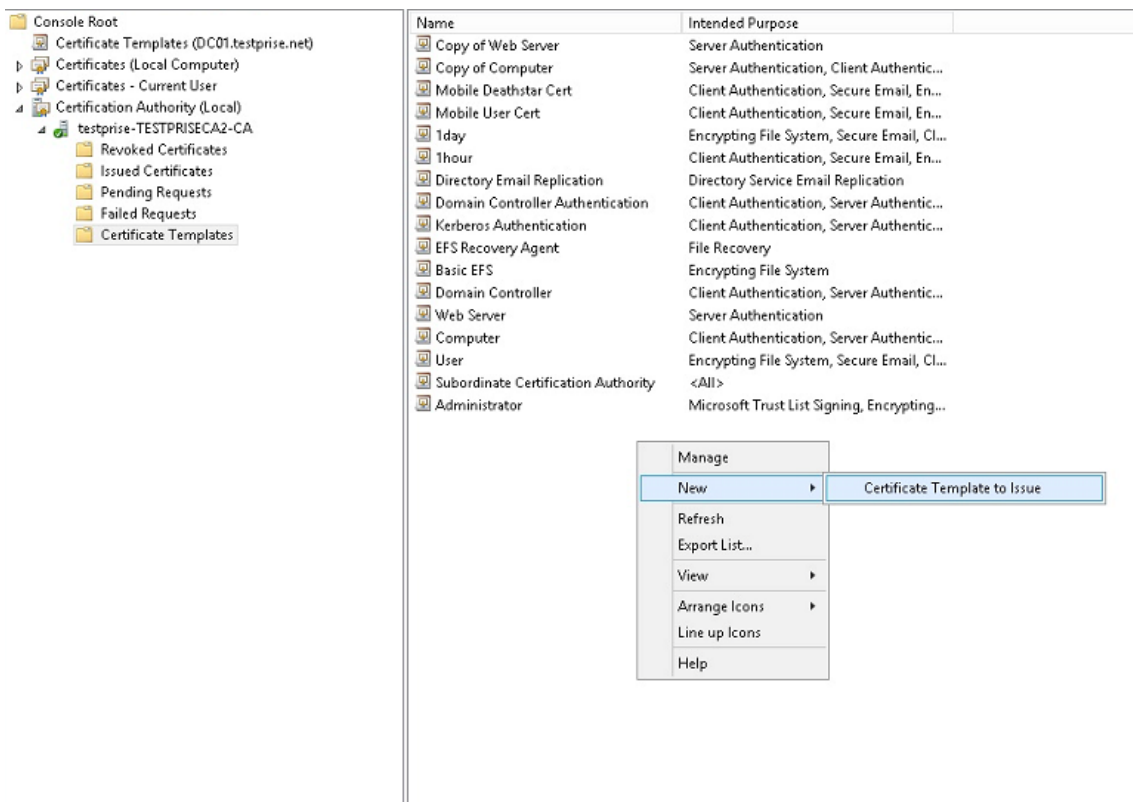 Console Root
Certificate Templates (DC01.testprise.net)
Certificates (Local Computer)
Certificates - Current User
Certification Authority (Local)
testprise-TESTPRISECA2-CA
Revoked Certificates
Issued Certificates
Pending Requests
Failed Requests
Certificate Templates
Name Intended Purpose
Copy of Web Server Server Authentication
Copy of Computer Server Authentication, Client Authentic...
Mobile Deathstar Cert Client Authentication, Secure Email, En...
Mobile User Cert Client Authentication, Secure Email, En...
1day Encrypting File System, Secure Email, Cl...
1hour Client Authentication, Secure Email, En...
Directory Email Replication Directory Service Email Replication
Domain Controller Authentication Client Authentication, Server Authentic...
Kerberos Authentication Client Authentication, Server Authentic...
EFS Recovery Agent File Recovery
Basic EFS Encrypting File System
Domain Controller Client Authentication, Server Authentic...
Web Server Server Authentication
Computer Client Authentication, Server Authentic...
User Encrypting File System, Secure Email, Cl...
Subordinate Certification Authority <All>
Administrator Microsoft Trust List Signing, Encrypting...
Manage
New Certificate Template to Issue
Refresh
Export List...
View
Arrange Icons
Line up Icons
Help